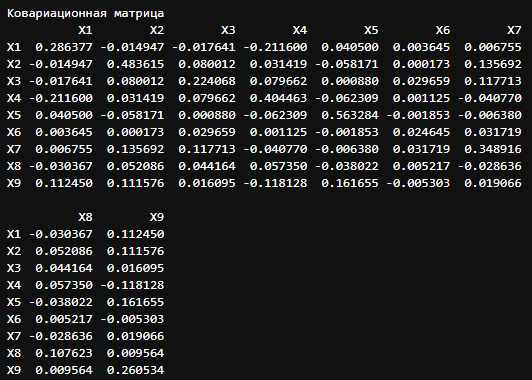 Ковариационная матрица
X1 X2 X3 X4 X5 X6 X7
X1 0.286377 -0.014947 -0.017641 -0.211600 0.040500 0.003645 0.006755
X2 -0.014947 0.483615 0.080012 0.031419 -0.058171 0.000173 0.135692
X3 -0.017641 0.080012 0.224068 0.079662 0.000880 0.029659 0.117713
X4 -0.211600 0.031419 0.079662 0.404463 -0.062309 0.001125 -0.040770
X5 0.040500 -0.058171 0.000880 -0.062309 0.563284 -0.001853 -0.006380
X6 0.003645 0.000173 0.029659 0.001125 -0.001853 0.024645 0.031719
X7 0.006755 0.135692 0.117713 -0.040770 -0.006380 0.031719 0.348916
X8 -0.030367 0.052086 0.044164 0.057350 -0.038022 0.005217 -0.028636
X9 0.112450 0.111576 0.016095 -0.118128 0.161655 -0.005303 0.019066
X8 X9
X1 -0.030367 0.112450
X2 0.052086 0.111576
X3 0.044164 0.016095
X4 0.057350 -0.118128
X5 -0.038022 0.161655
X6 0.005217 -0.005303
X7 -0.028636 0.019066
X8 0.107623 0.009564
X9 0.009564 0.260534